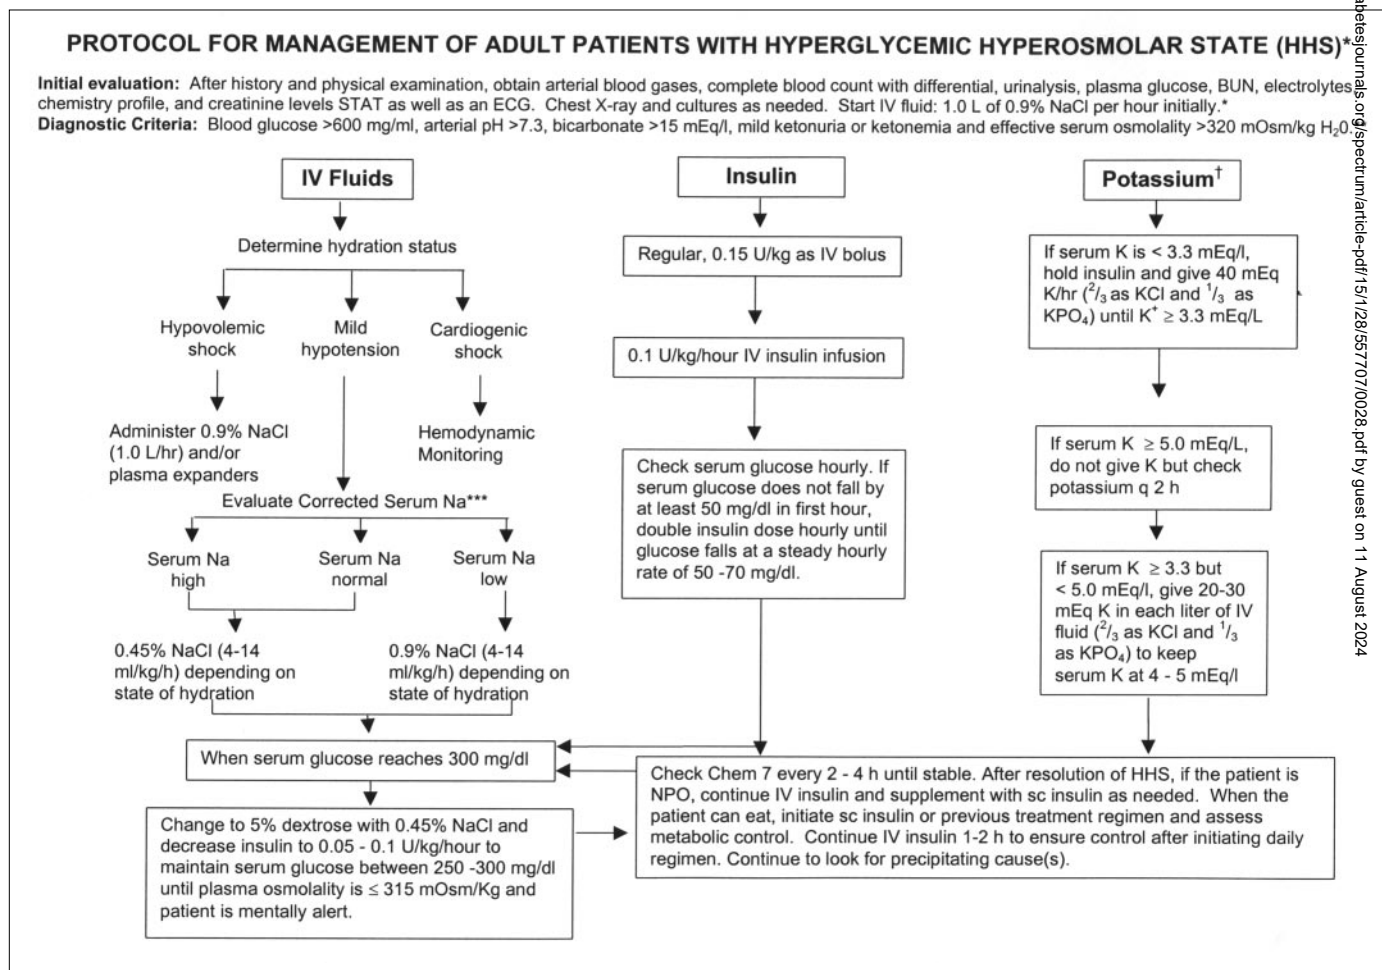 PROTOCOL FOR MANAGEMENT OF ADULT PATIENTS WITH HYPERGLYCEMIC HYPEROSMOLAR STATE (HHS)*
Initial evaluation: After history and physical examination, obtain arterial blood gases, complete blood count with differential, urinalysis, plasma glucose, BUN, electrolytes,
chemistry profile, and creatinine levels STAT as well as an ECG. Chest X-ray and cultures as needed. Start IV fluid: 1.0 L of 0.9% NaCl per hour initially.*
Diagnostic Criteria: Blood glucose >600 mg/ml, arterial pH >7.3, bicarbonate >15 mEq/l, mild ketonuria or ketonemia and effective serum osmolality >320 mOsm/kg H₂0.
IV Fluids
Determine hydration status
Hypovolemic
shock
Mild
hypotension
Cardiogenic
shock
Administer 0.9% NaCl
(1.0 L/hr) and/or
plasma expanders
Hemodynamic
Monitoring
Evaluate Corrected Serum Na***
Serum Na
high
Serum Na
normal
Serum Na
low
0.45% NaCl (4-14
ml/kg/h) depending on
state of hydration
0.9% NaCl (4-14
ml/kg/h) depending on
state of hydration
When serum glucose reaches 300 mg/dl
Change to 5% dextrose with 0.45% NaCl and
decrease insulin to 0.05 - 0.1 U/kg/hour to
maintain serum glucose between 250 -300 mg/dl
until plasma osmolality is ≤ 315 mOsm/Kg and
patient is mentally alert.
Insulin
Regular, 0.15 U/kg as IV bolus
0.1 U/kg/hour IV insulin infusion
Check serum glucose hourly. If
serum glucose does not fall by
at least 50 mg/dl in first hour,
double insulin dose hourly until
glucose falls at a steady hourly
rate of 50 -70 mg/dl.
Potassium†
If serum K is < 3.3 mEq/l,
hold insulin and give 40 mEq
K/hr (2/3 as KCl and 1/3 as
KPO₄) until K⁺ ≥ 3.3 mEq/L
If serum K ≥ 5.0 mEq/L,
do not give K but check
potassium q 2 h
If serum K ≥ 3.3 but
< 5.0 mEq/l, give 20-30
mEq K in each liter of IV
fluid (2/3 as KCl and 1/3
as KPO₄) to keep
serum K at 4 - 5 mEq/l
Check Chem 7 every 2 - 4 h until stable. After resolution of HHS, if the patient is
NPO, continue IV insulin and supplement with sc insulin as needed. When the
patient can eat, initiate sc insulin or previous treatment regimen and assess
metabolic control. Continue IV insulin 1-2 h to ensure control after initiating daily
regimen. Continue to look for precipitating cause(s).
abetesjournals.org/spectrum/article-pdf/15/1/28/557707/0028.pdf by guest on 11 August 2024